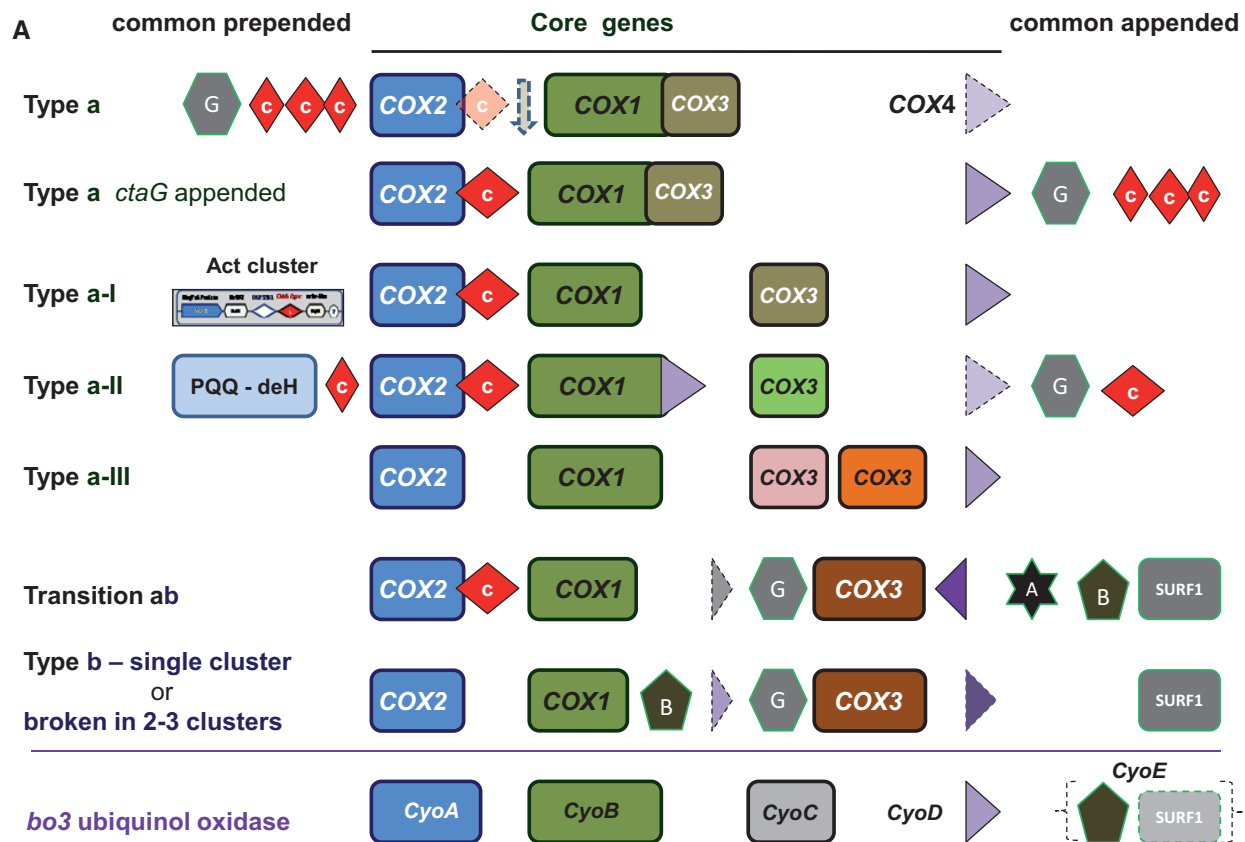 A
common prepended Core genes common appended
Type a G c c c COX2 c COX1 COX3 COX4
Type a ctaG appended COX2 c COX1 COX3 G c c c
Act cluster
Type a-I COX2 c COX1 COX3
Type a-II PQQ - deH c COX2 c COX1 COX3 G c
Type a-III COX2 COX1 COX3 COX3
Transition ab COX2 c COX1 G COX3 A B SURF1
Type b – single cluster
or
broken in 2-3 clusters
COX2 COX1 B G COX3 SURF1
CyoE
bo3 ubiquinol oxidase CyoA CyoB CyoC CyoD SURF1